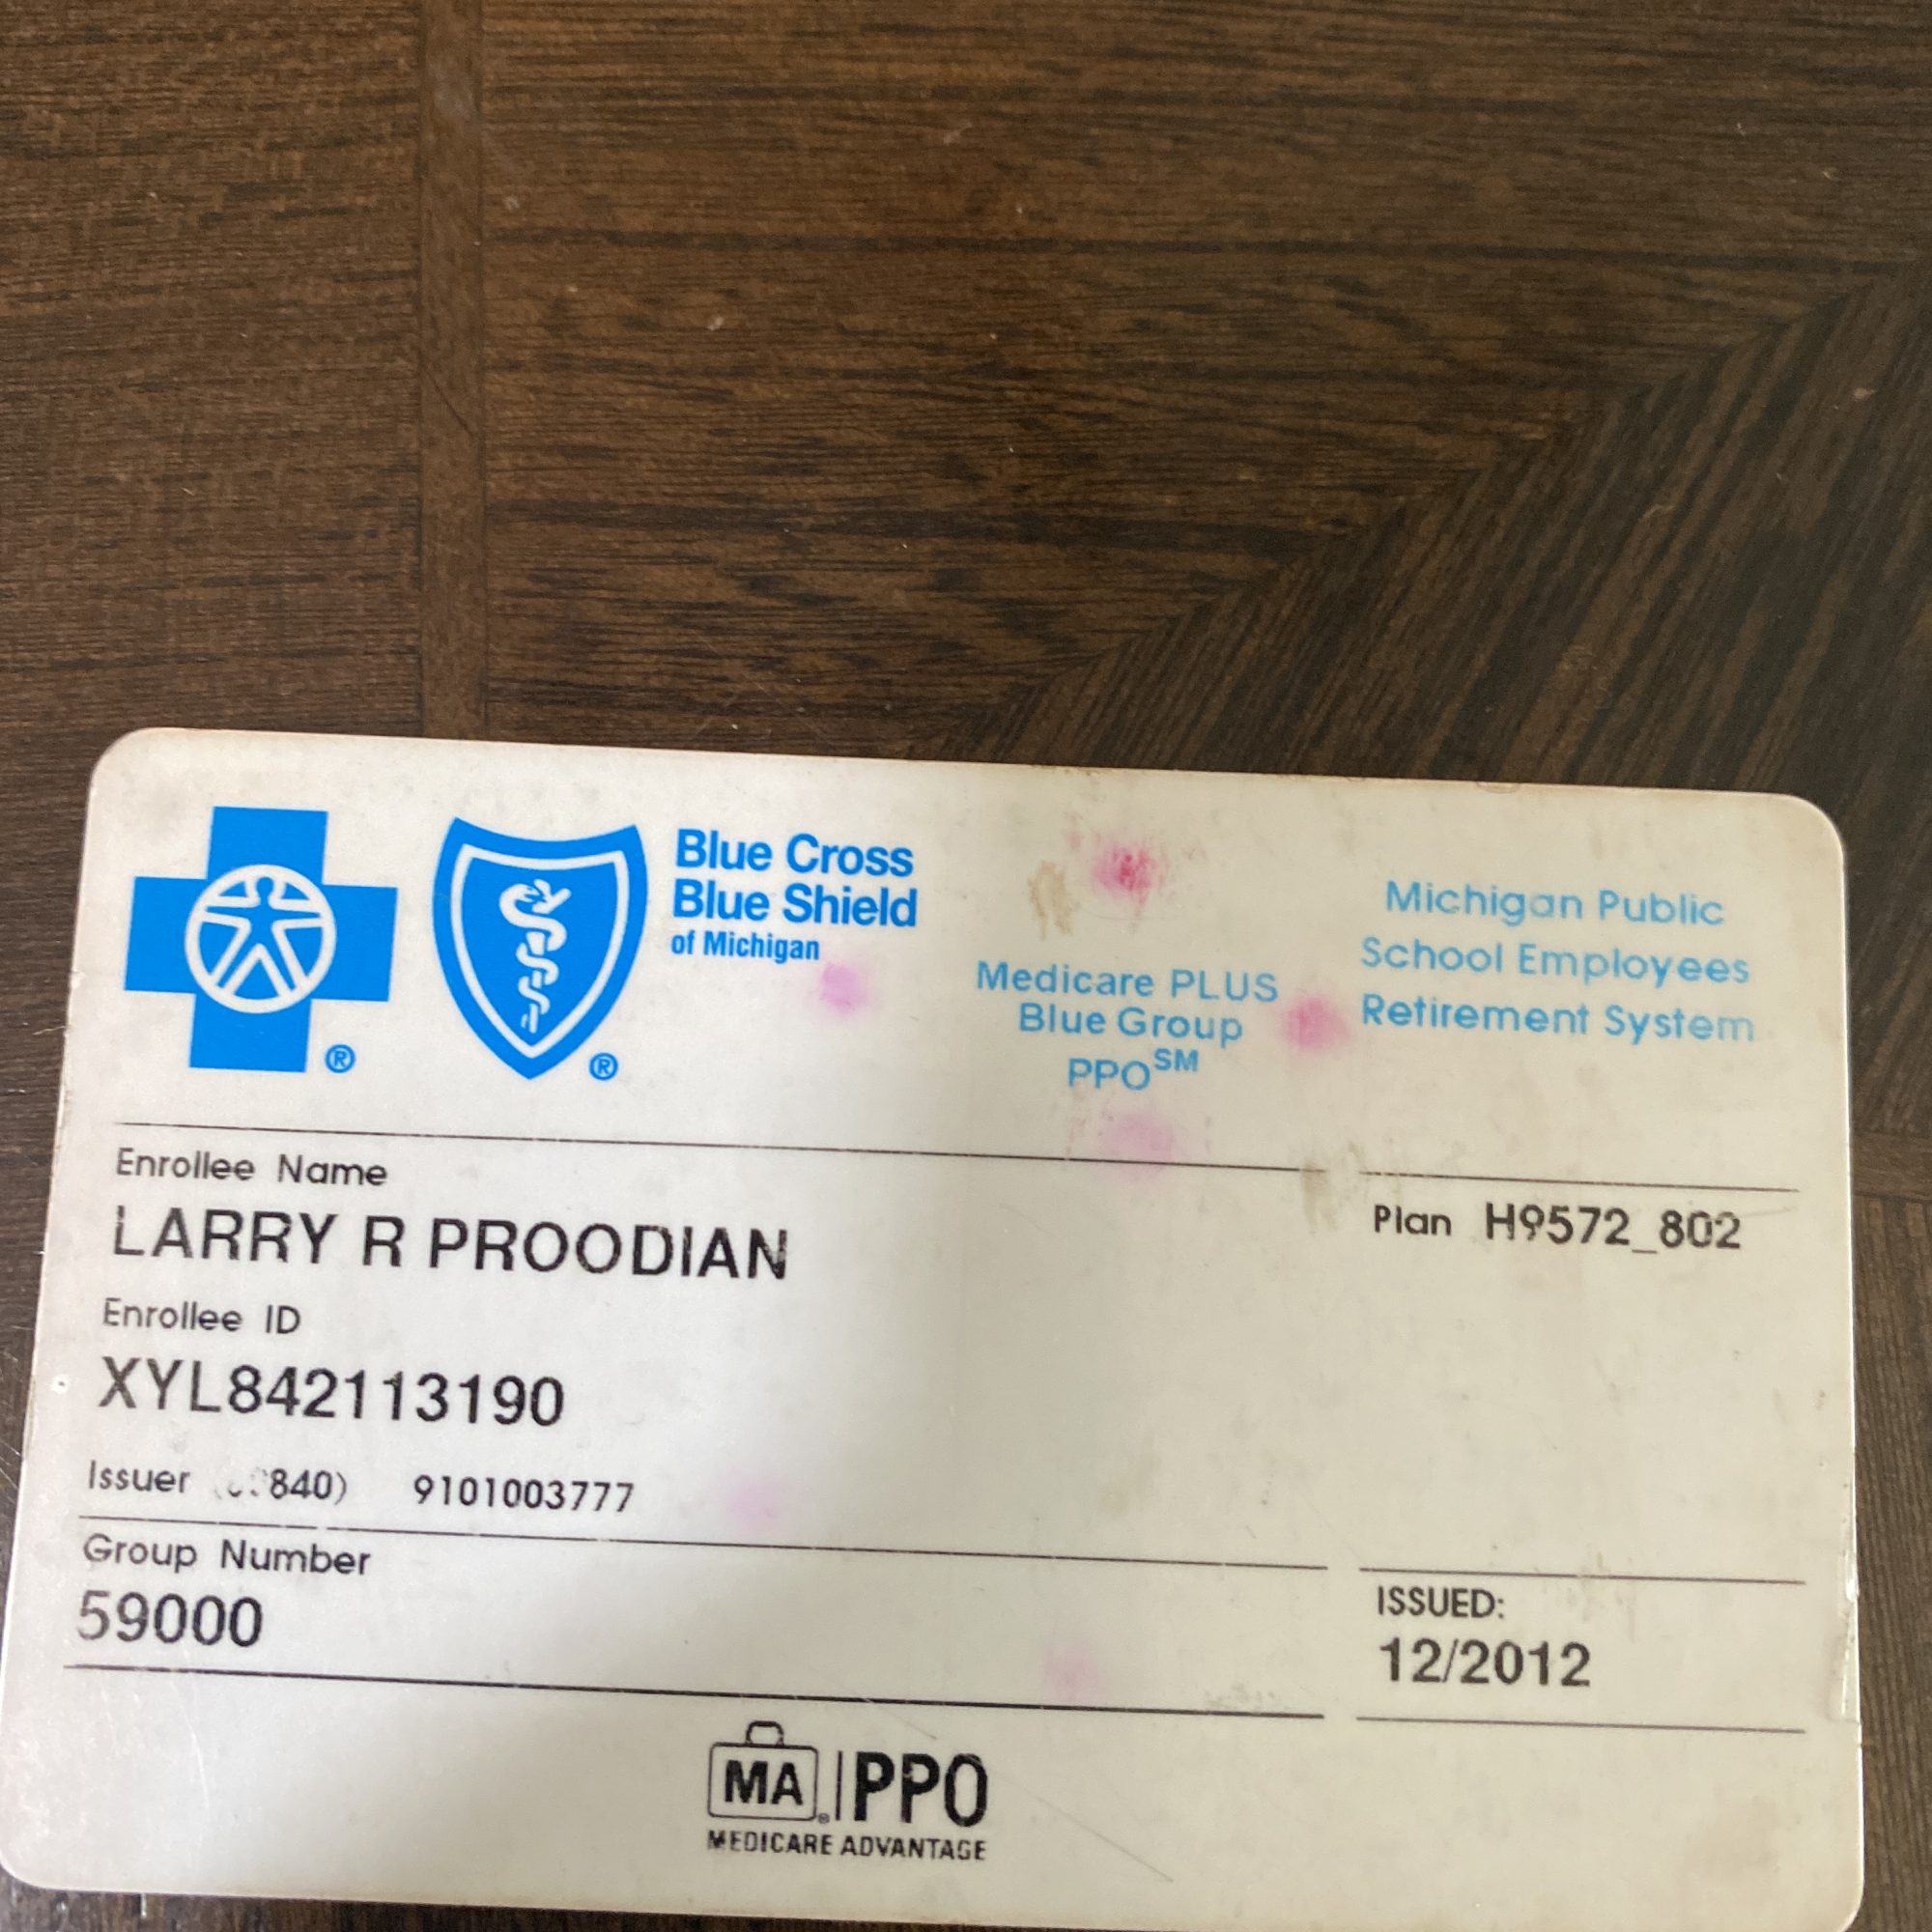 Blue Cross
Blue Shield
of Michigan
®
®
Medicare PLUS
Blue Group
PPO SM
Michigan Public
School Employees
Retirement System
Enrollee Name
LARRY R PROODIAN
Plan H9572_802
Enrollee ID
XYL842113190
Issuer 840) 9101003777
Group Number
59000
ISSUED:
12/2012
MA ® PPO
MEDICARE ADVANTAGE